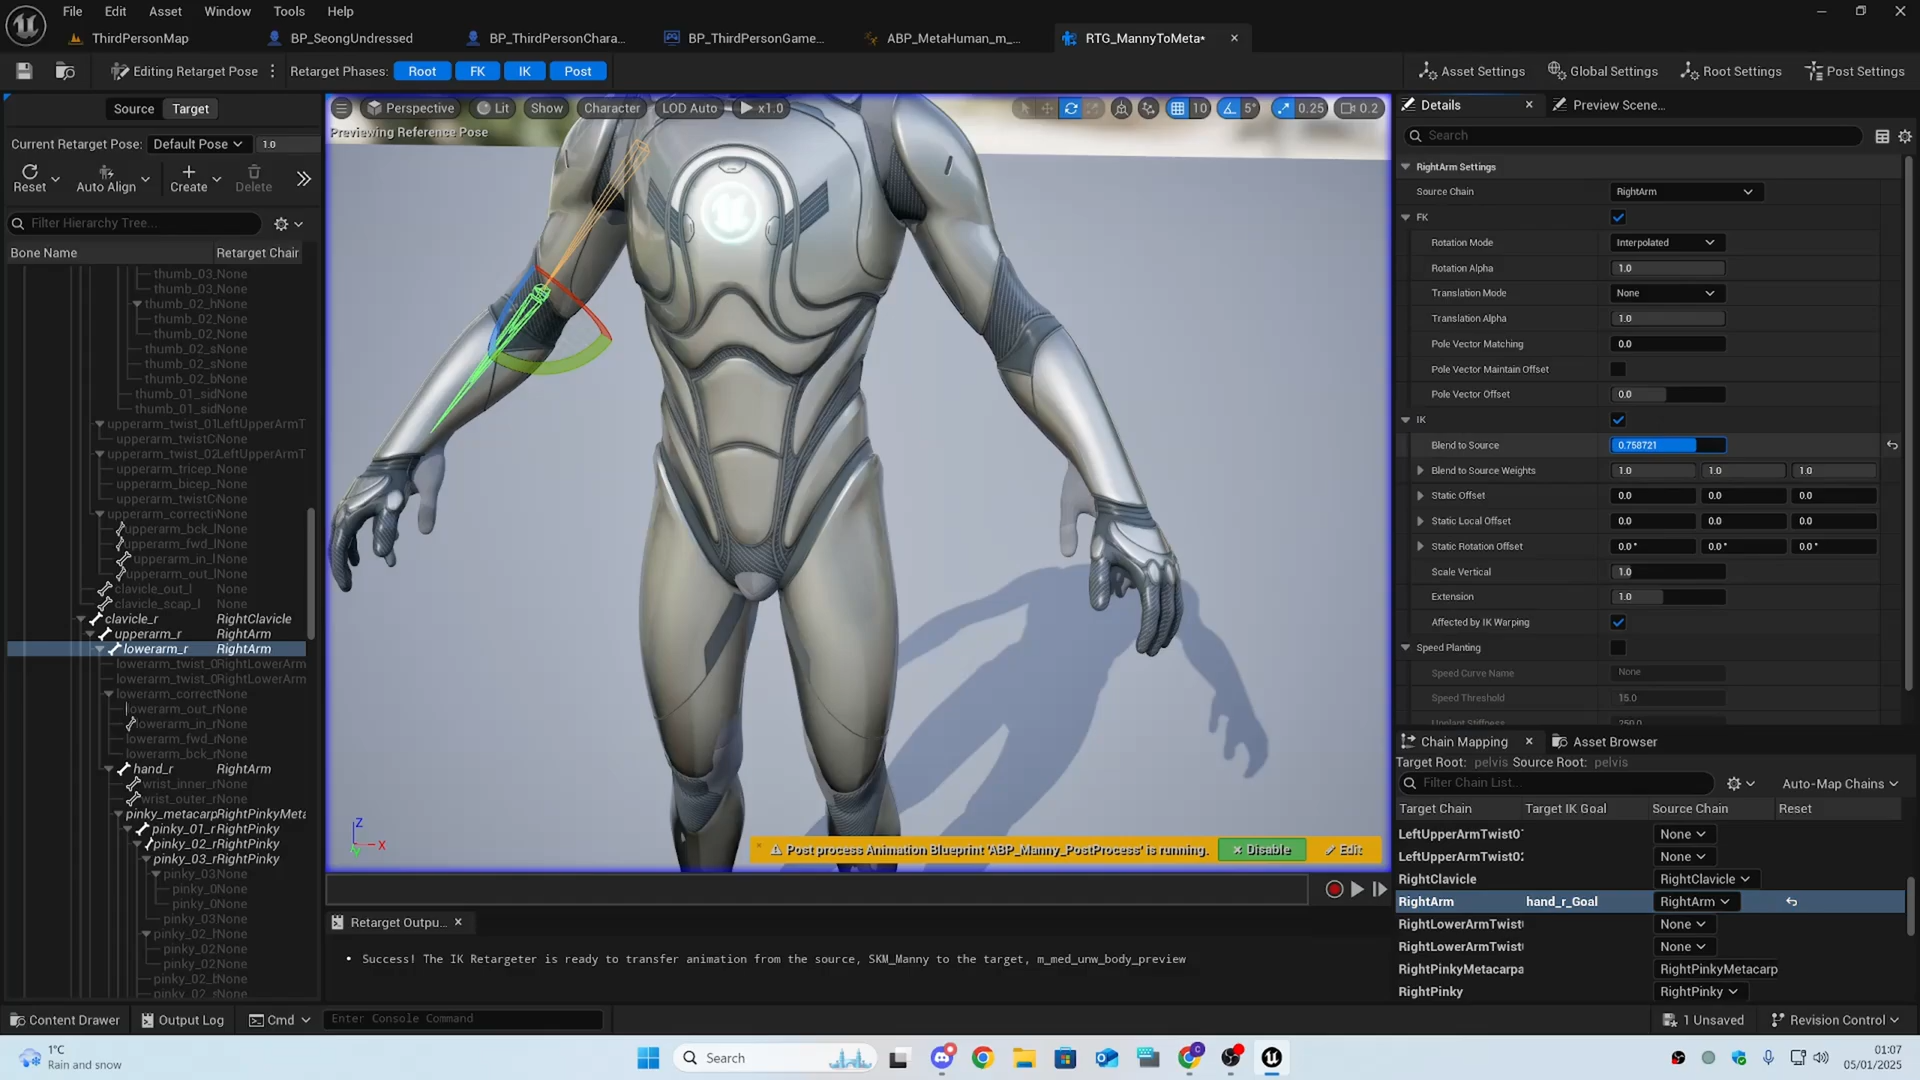 File Edit Asset Window Tools Help
ThirdPersonMap BP_SeongUndressed BP_ThirdPersonChara... BP_ThirdPersonGame... ABP_MetaHuman_m_... RTG_MannyToMeta*
Editing Retarget Pose Retarget Phases: Root FK IK Post Asset Settings Global Settings Root Settings Post Settings
Source Target
Current Retarget Pose: Default Pose 1.0
Reset Auto Align Create Delete
Filter Hierarchy Tree...
Bone Name Retarget Chair
thumb_03_None
thumb_03_None
thumb_02_hNone
thumb_02_None
thumb_02_None
thumb_02_sNone
thumb_02_sNone
thumb_02_bNone
thumb_01_sidNone
thumb_01_sidNone
upperarm_twist_01LeftUpperArmT
upperarm_twistCNone
upperarm_twist_02LeftUpperArmT
upperarm_tricep_None
upperarm_bicep_None
upperarm_twistCNone
upperarm_correctivNone
upperarm_bck_lNone
upperarm_fwd_lNone
upperarm_in_lNone
upperarm_out_lNone
clavicle_out_l None
clavicle_scap_l None
clavicle_r RightClavicle
upperarm_r RightArm
lowerarm_r RightArm
lowerarm_twist_0RightLowerArm
lowerarm_twist_0RightLowerArm
lowerarm_correctNone
lowerarm_out_rNone
lowerarm_in_rNone
lowerarm_fwd_rNone
lowerarm_bck_rNone
hand_r RightArm
wrist_inner_rNone
wrist_outer_rNone
pinky_metacarpRightPinkyMeta
pinky_01_rRightPinky
pinky_02_rRightPinky
pinky_03_rRightPinky
pinky_03None
pinky_0None
pinky_0None
pinky_03None
pinky_02None
pinky_02None
pinky_02None
pinky_02None
Perspective Lit Show Character LOD Auto x1.0 10 5° 0.25 0.2
Previewing Reference Pose
Z
X
Post process Animation Blueprint 'ABP_Manny_PostProcess' is running. Disable Edit
Retarget Outpu...
• Success! The IK Retargeter is ready to transfer animation from the source, SKM_Manny to the target, m_med_unw_body_preview
Details Preview Scene...
Search
RightArm Settings
Source Chain RightArm
FK
Rotation Mode Interpolated
Rotation Alpha 1.0
Translation Mode None
Translation Alpha 1.0
Pole Vector Matching 0.0
Pole Vector Maintain Offset
Pole Vector Offset 0.0
IK
Blend to Source 0.758721
Blend to Source Weights 1.0 1.0 1.0
Static Offset 0.0 0.0 0.0
Static Local Offset 0.0 0.0 0.0
Static Rotation Offset 0.0° 0.0° 0.0°
Scale Vertical 1.0
Extension 1.0
Affected by IK Warping
Speed Planting
Speed Curve Name None
Speed Threshold 15.0
Unplant Stiffness 250.0
Chain Mapping Asset Browser
Target Root: pelvis Source Root: pelvis
Filter Chain List... Auto-Map Chains
Target Chain Target IK Goal Source Chain Reset
LeftUpperArmTwist0 None
LeftUpperArmTwist0 None
RightClavicle RightClavicle
RightArm hand_r_Goal RightArm
RightLowerArmTwist None
RightLowerArmTwist None
RightPinkyMetacarpa RightPinkyMetacarp
RightPinky RightPinky
Content Drawer Output Log Cmd Enter Console Command 1 Unsaved Revision Control
1°C
Rain and snow
Search
01:07
05/01/2025